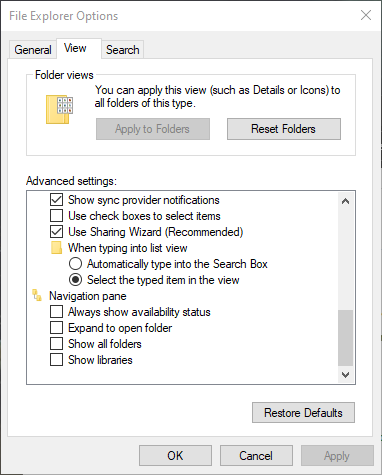 File Explorer Options
General
View
Search
Folder views
You can apply this view (such as Details or Icons) to
all folders of this type.
Apply to Folders
Reset Folders
Advanced settings:
Show sync provider notifications
Use check boxes to select items
Use Sharing Wizard (Recommended)
When typing into list view
Automatically type into the Search Box
Select the typed item in the view
Navigation pane
Always show availability status
Expand to open folder
Show all folders
Show libraries
Restore Defaults
OK
Cancel
Apply